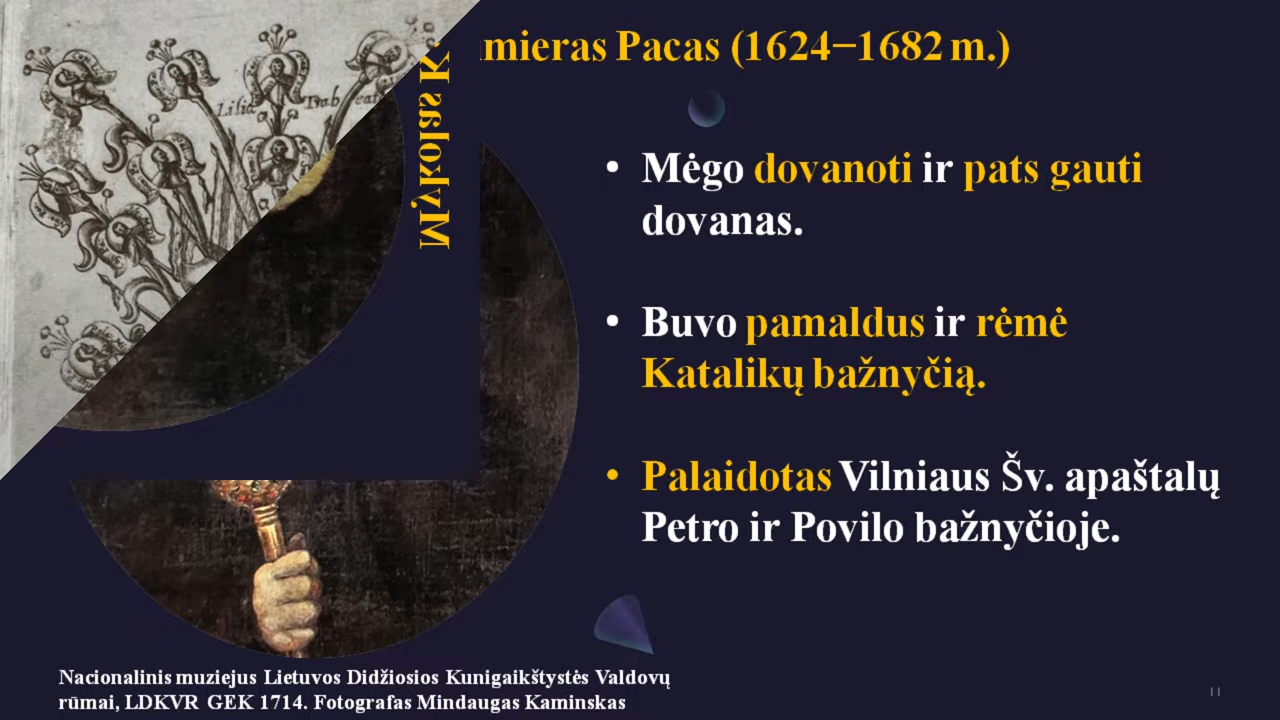 Mykolas K
imieras Pacas (1624−1682 m.)
Lilia
• Mėgo dovanoti ir pats gauti
dovanas.
• Buvo pamaldus ir rėmė
Katalikų bažnyčią.
• Palaidotas Vilniaus Šv. apaštalų
Petro ir Povilo bažnyčioje.
Nacionalinis muziejus Lietuvos Didžiosios Kunigaikštystės Valdovų
rūmai, LDKVR GEK 1714. Fotografas Mindaugas Kaminskas
11